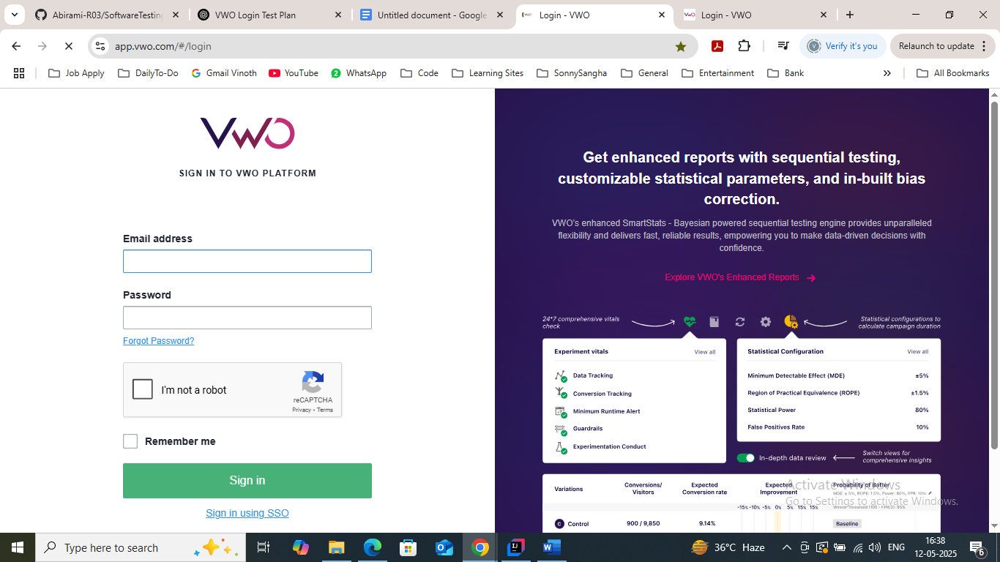 Abirami-R03/SoftwareTesting
VWO Login Test Plan
Untitled document - Google
Login - VWO
Login - VWO
app.vwo.com/#/login
Verify it's you
Relaunch to update
Job Apply
DailyTo-Do
Gmail Vinoth
YouTube
2
WhatsApp
Code
Learning Sites
SonnySangha
General
Entertainment
Bank
All Bookmarks
VWO
SIGN IN TO VWO PLATFORM
Email address
Password
Forgot Password?
I'm not a robot
reCAPTCHA
Privacy - Terms
Remember me
Sign in
Sign in using SSO
Get enhanced reports with sequential testing,
customizable statistical parameters, and in-built bias
correction.
VWO's enhanced SmartStats - Bayesian powered sequential testing engine provides unparalleled
flexibility and delivers fast, reliable results, empowering you to make data-driven decisions with
confidence.
Explore VWO's Enhanced Reports
24*7 comprehensive vitals
check
Statistical configurations to
calculate campaign duration
Experiment vitals View all
Data Tracking
Conversion Tracking
Minimum Runtime Alert
Guardrails
Experimentation Conduct
Statistical Configuration View all
Minimum Detectable Effect (MDE) ±5%
Region of Practical Equivalence (ROPE) ±1.5%
Statistical Power 80%
False Positives Rate 10%
In-depth data review
Switch views for
comprehensive insights
Variations
Conversions/
Visitors
Expected
Conversion rate
Expected
Improvement
Probability of Better
MDE: ± 5%, ROPE: 1.5%, Power: 80%, FPR: 10%
Winner Threshold (100 - FPR/2): 95%
-15% -10% -5% 0% 5% 15% 15%
C Control 900 / 9,850 9.14% Baseline
Activate Windows
Go to Settings to activate Windows.
Type here to search
36°C Haze
ENG
16:38
12-05-2025
6